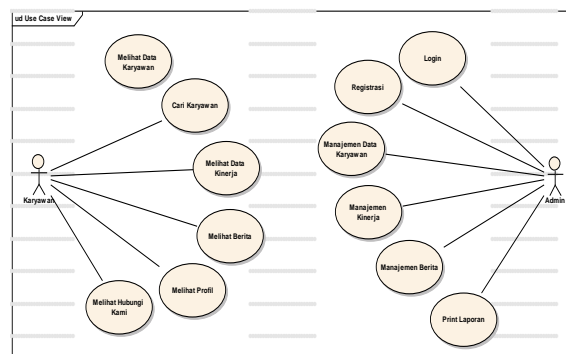 ud Use Case View
Melihat Data
Karyawan
Cari Karyawan
Melihat Data
Kinerja
Melihat Berita
Melihat Profil
Melihat Hubungi
Kami
Karyawan
Login
Registrasi
Manajemen Data
Karyawan
Manajemen
Kinerja
Manajemen Berita
Print Laporan
Admin